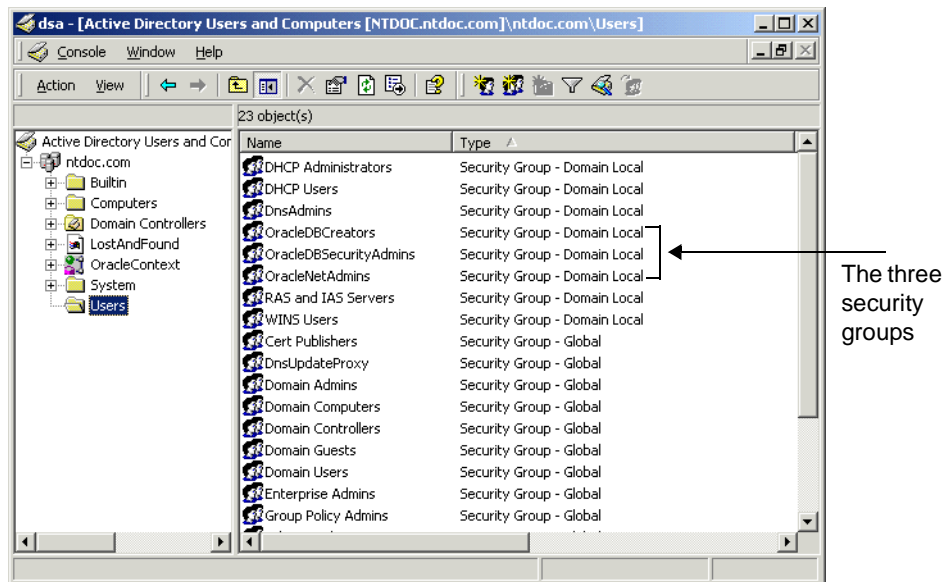 dsa - [Active Directory Users and Computers [NTDOC.ntdoc.com]\ntdoc.com\Users]
Console Window Help
Action View
23 object(s)
Active Directory Users and Cor
ntdoc.com
Builtin
Computers
Domain Controllers
LostAndFound
OracleContext
System
Users
Name Type
DHCP Administrators Security Group - Domain Local
DHCP Users Security Group - Domain Local
DnsAdmins Security Group - Domain Local
OracleDBCreators Security Group - Domain Local
OracleDBSecurityAdmins Security Group - Domain Local
OracleNetAdmins Security Group - Domain Local
RAS and IAS Servers Security Group - Domain Local
WINS Users Security Group - Domain Local
Cert Publishers Security Group - Global
DnsUpdateProxy Security Group - Global
Domain Admins Security Group - Global
Domain Computers Security Group - Global
Domain Controllers Security Group - Global
Domain Guests Security Group - Global
Domain Users Security Group - Global
Enterprise Admins Security Group - Global
Group Policy Admins Security Group - Global
The three
security
groups